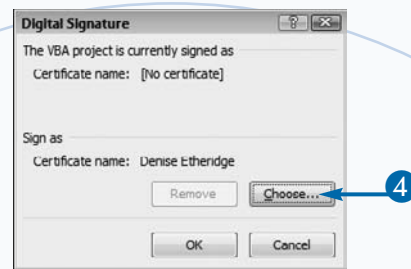 Digital Signature
The VBA project is currently signed as
Certificate name: [No certificate]
Sign as
Certificate name: Denise Etheridge
Remove Choose...
4
OK Cancel